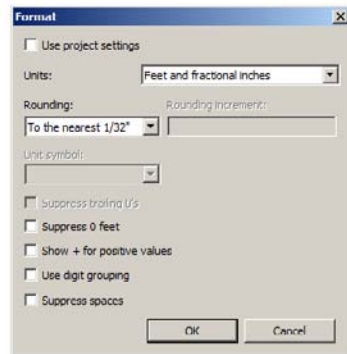 Format
Use project settings
Units:
Feet and fractional inches
Rounding:
Rounding increment:
To the nearest 1/32"
Unit symbol:
Suppress trailing 0's
Suppress 0 feet
Show + for positive values
Use digit grouping
Suppress spaces
OK
Cancel